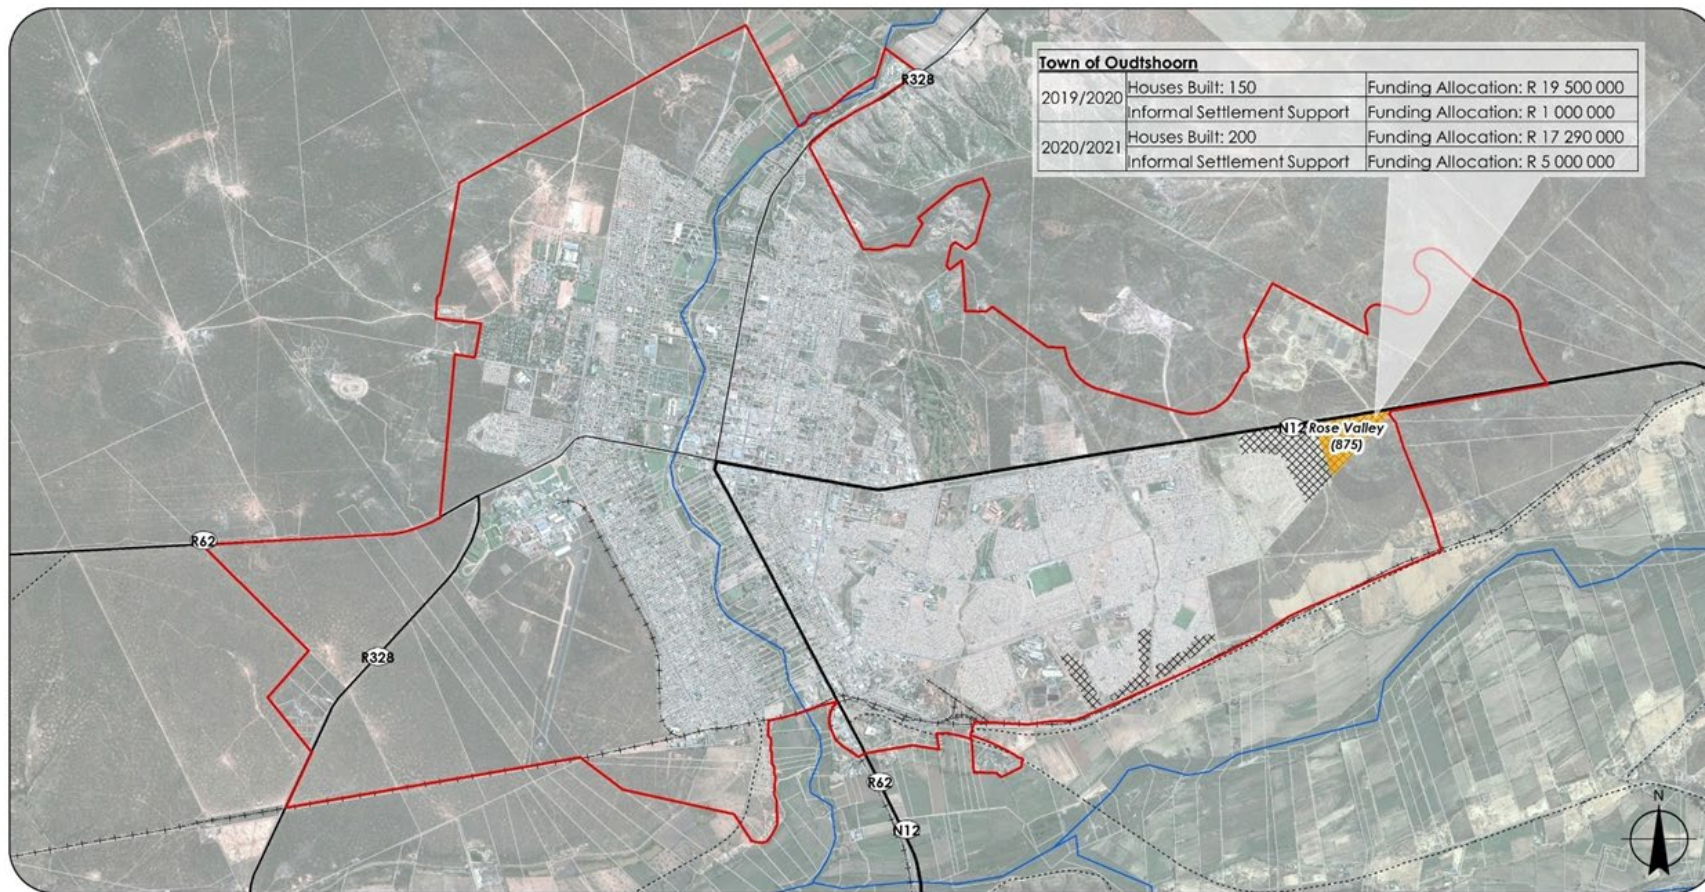 R328
Town of Oudtshoorn
2019/2020 Houses Built: 150 Funding Allocation: R 19 500 000
Informal Settlement Support Funding Allocation: R 1 000 000
2020/2021 Houses Built: 200 Funding Allocation: R 17 290 000
Informal Settlement Support Funding Allocation: R 5 000 000
N12 Rose Valley
(875)
R62
R328
R62
N12
N